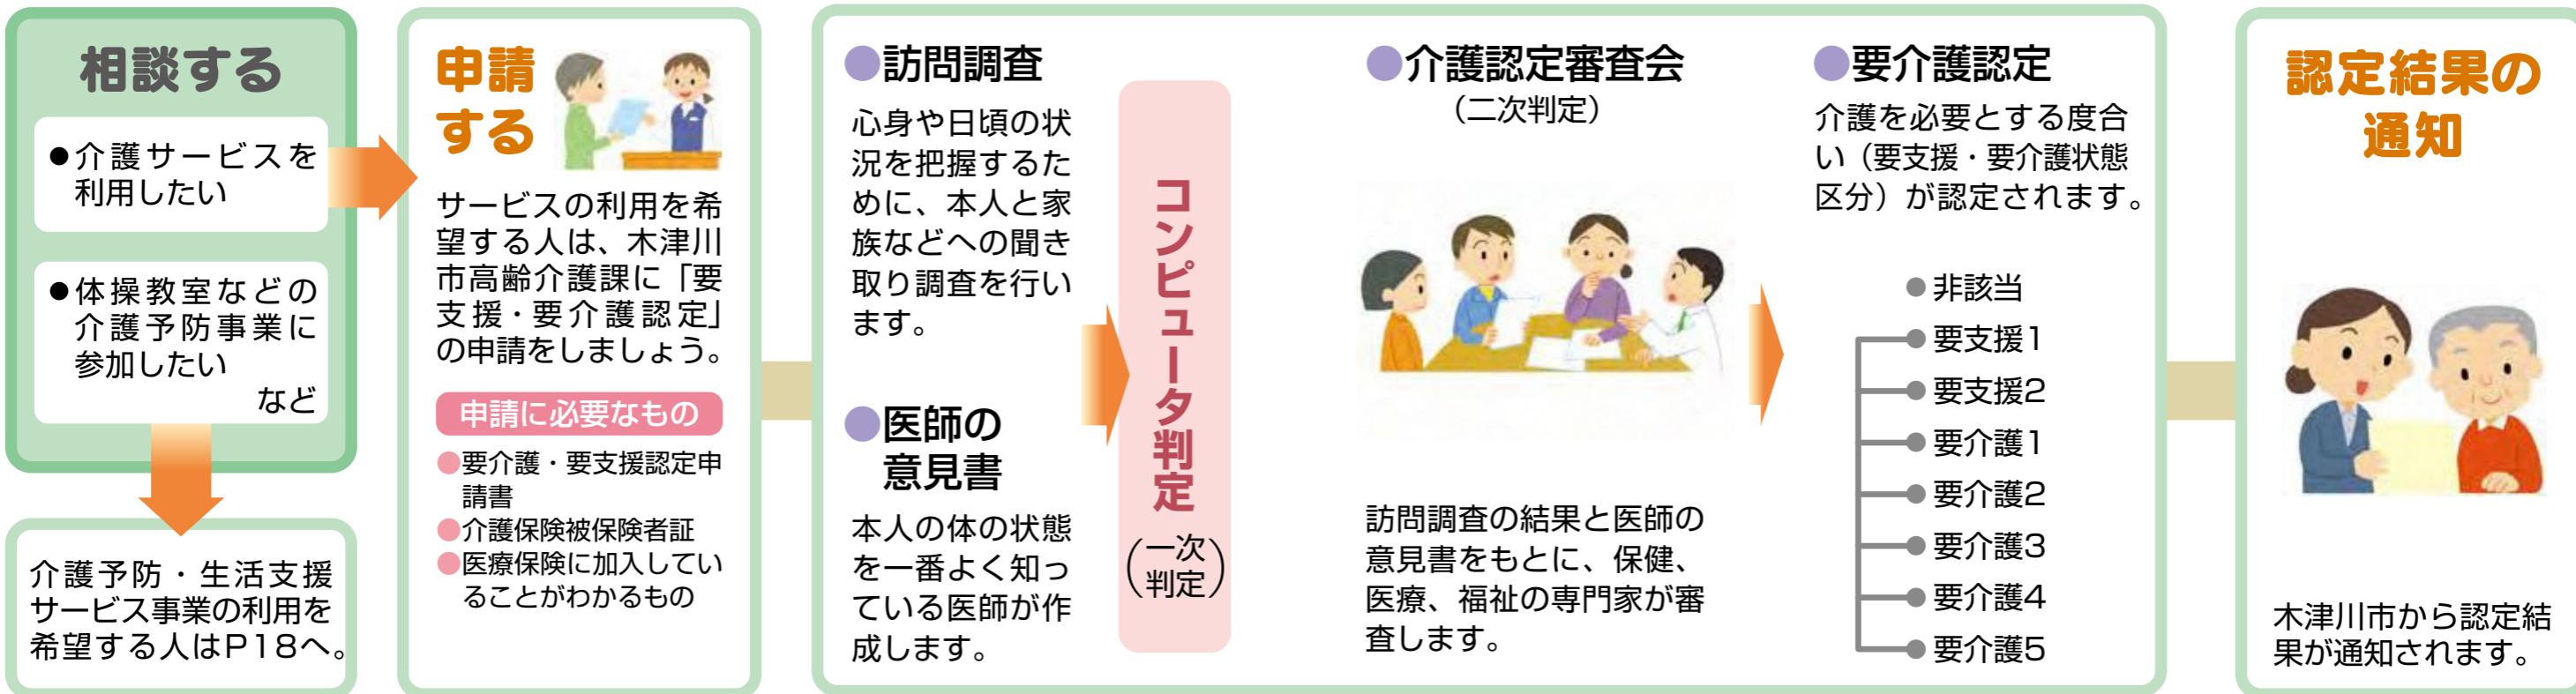 相談する
●介護サービスを
利用したい
●体操教室などの
介護予防事業に
参加したい
など
介護予防・生活支援
サービス事業の利用を
希望する人はP18へ。
申請
する
サービスの利用を希
望する人は、木津川
市高齢介護課に「要
支援・要介護認定」
の申請をしましょう。
申請に必要なもの
●要介護・要支援認定申
請書
●介護保険被保険者証
●医療保険に加入してい
ることがわかるもの
●訪問調査
心身や日頃の状
況を把握するた
めに、本人と家
族などへの聞き
取り調査を行い
ます。
●医師の
意見書
本人の体の状態
を一番よく知っ
ている医師が作
成します。
コンピュータ判定
（一次
判定）
●介護認定審査会
（二次判定）
訪問調査の結果と医師の
意見書をもとに、保健、
医療、福祉の専門家が審
査します。
●要介護認定
介護を必要とする度合
い（要支援・要介護状態
区分）が認定されます。
●非該当
●要支援1
●要支援2
●要介護1
●要介護2
●要介護3
●要介護4
●要介護5
認定結果の
通知
木津川市から認定結
果が通知されます。